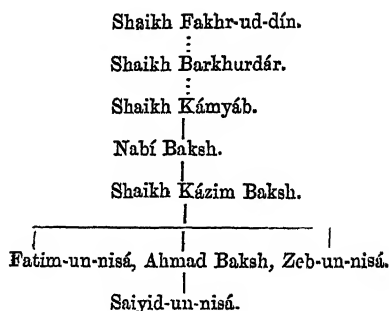 Shaikh Fakhr-ud-dín.
Shaikh Barkhurdár.
Shaikh Kámyáb.
Nabí Baksh.
Shaikh Kázim Baksh.
Fatim-un-nisá, Ahmad Baksh, Zeb-un-nisá.
Saiyid-un-nisá.